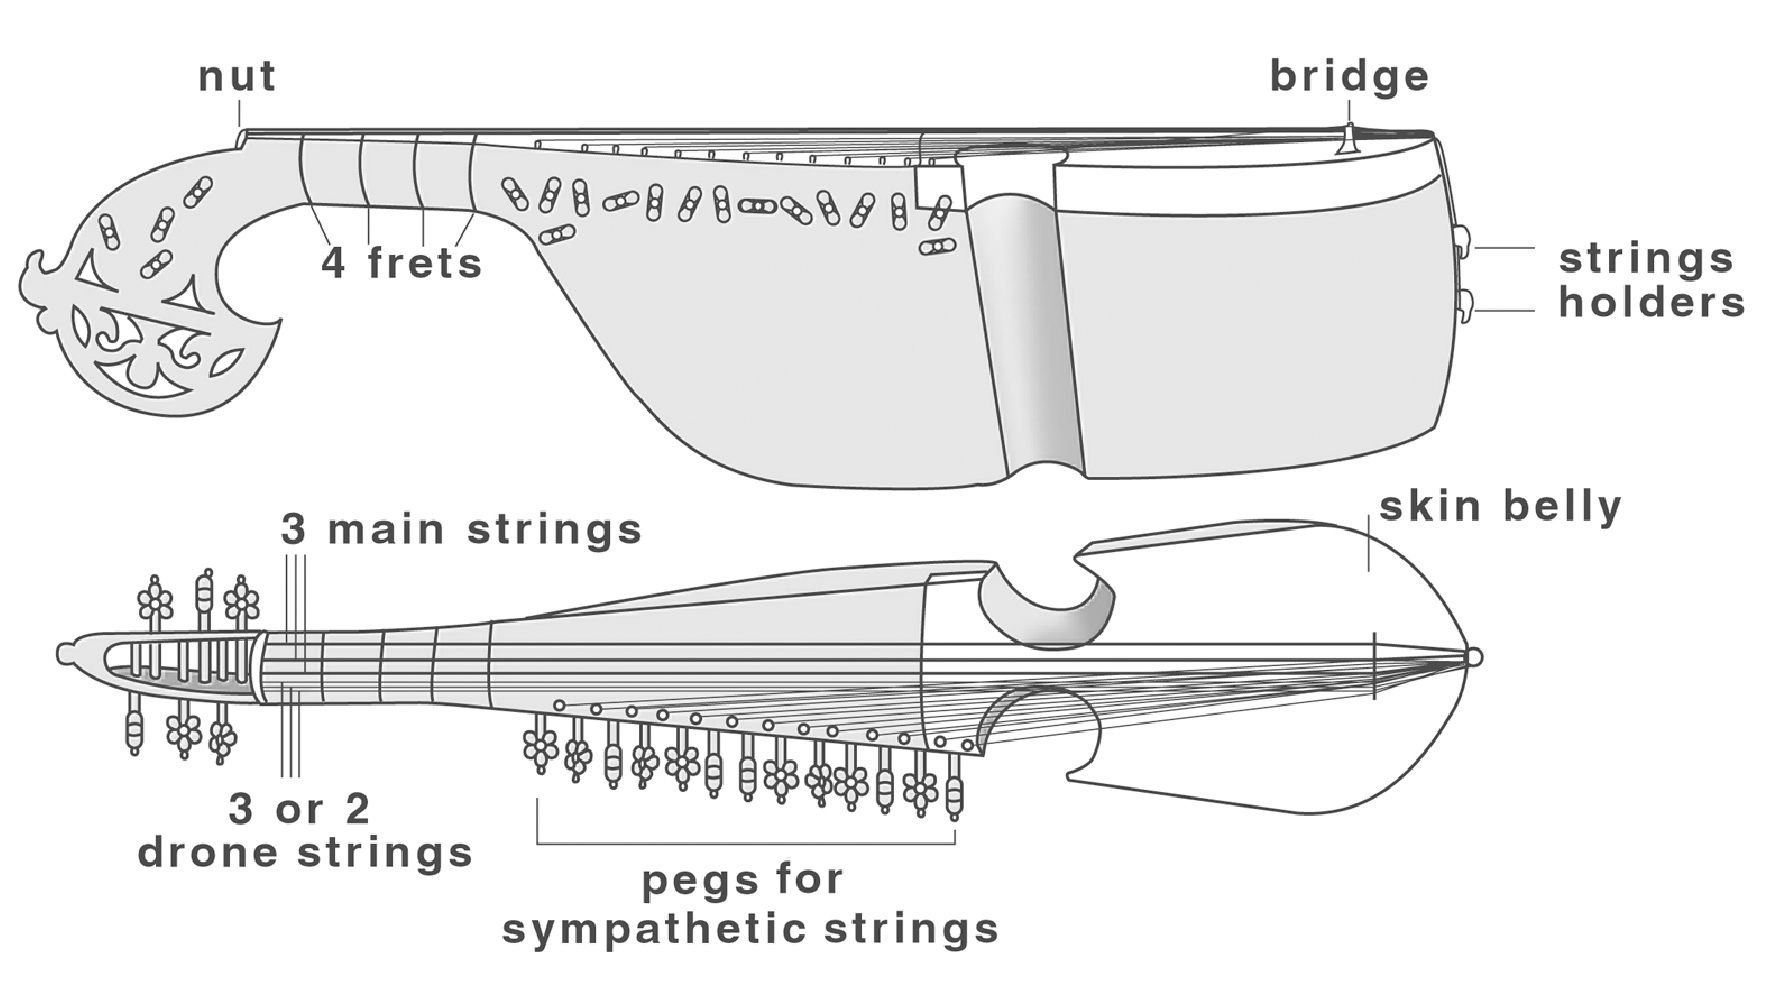 nut
bridge
4 frets
strings
holders
skin belly
3 main strings
3 or 2
drone strings
pegs for
sympathetic strings